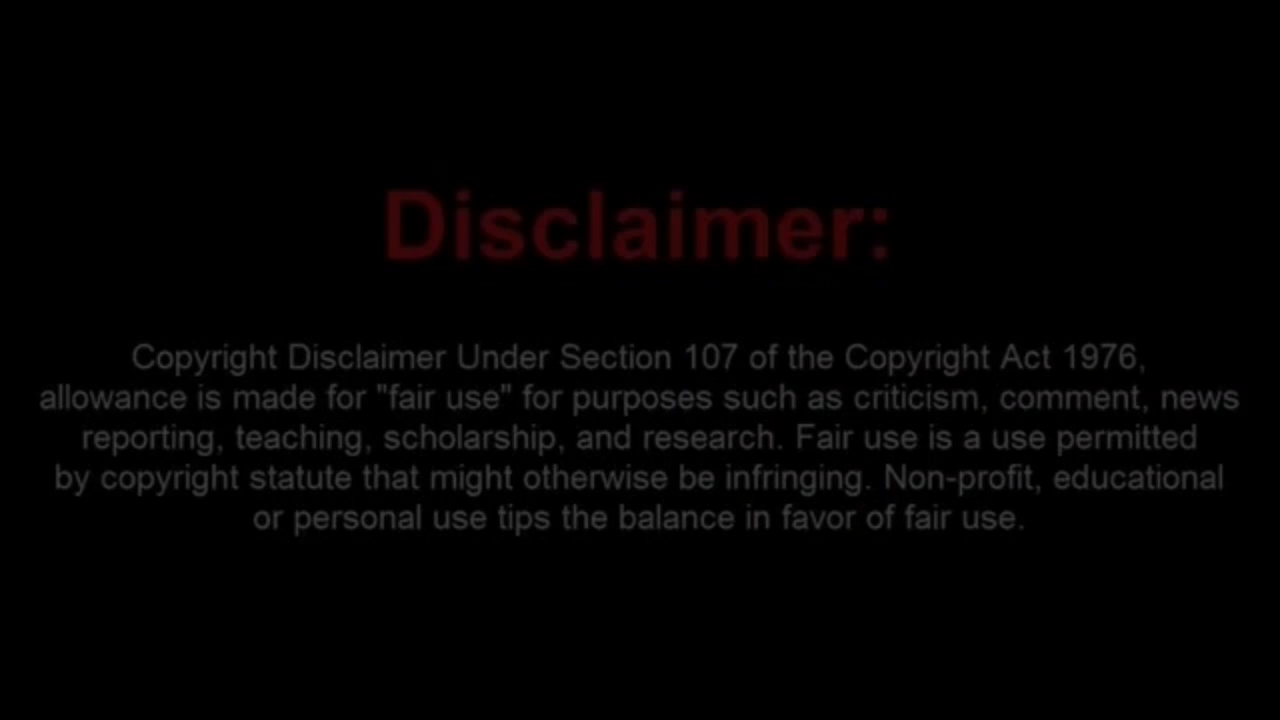 Disclaimer:
Copyright Disclaimer Under Section 107 of the Copyright Act 1976,
allowance is made for "fair use" for purposes such as criticism, comment, news
reporting, teaching, scholarship, and research. Fair use is a use permitted
by copyright statute that might otherwise be infringing. Non-profit, educational
or personal use tips the balance in favor of fair use.